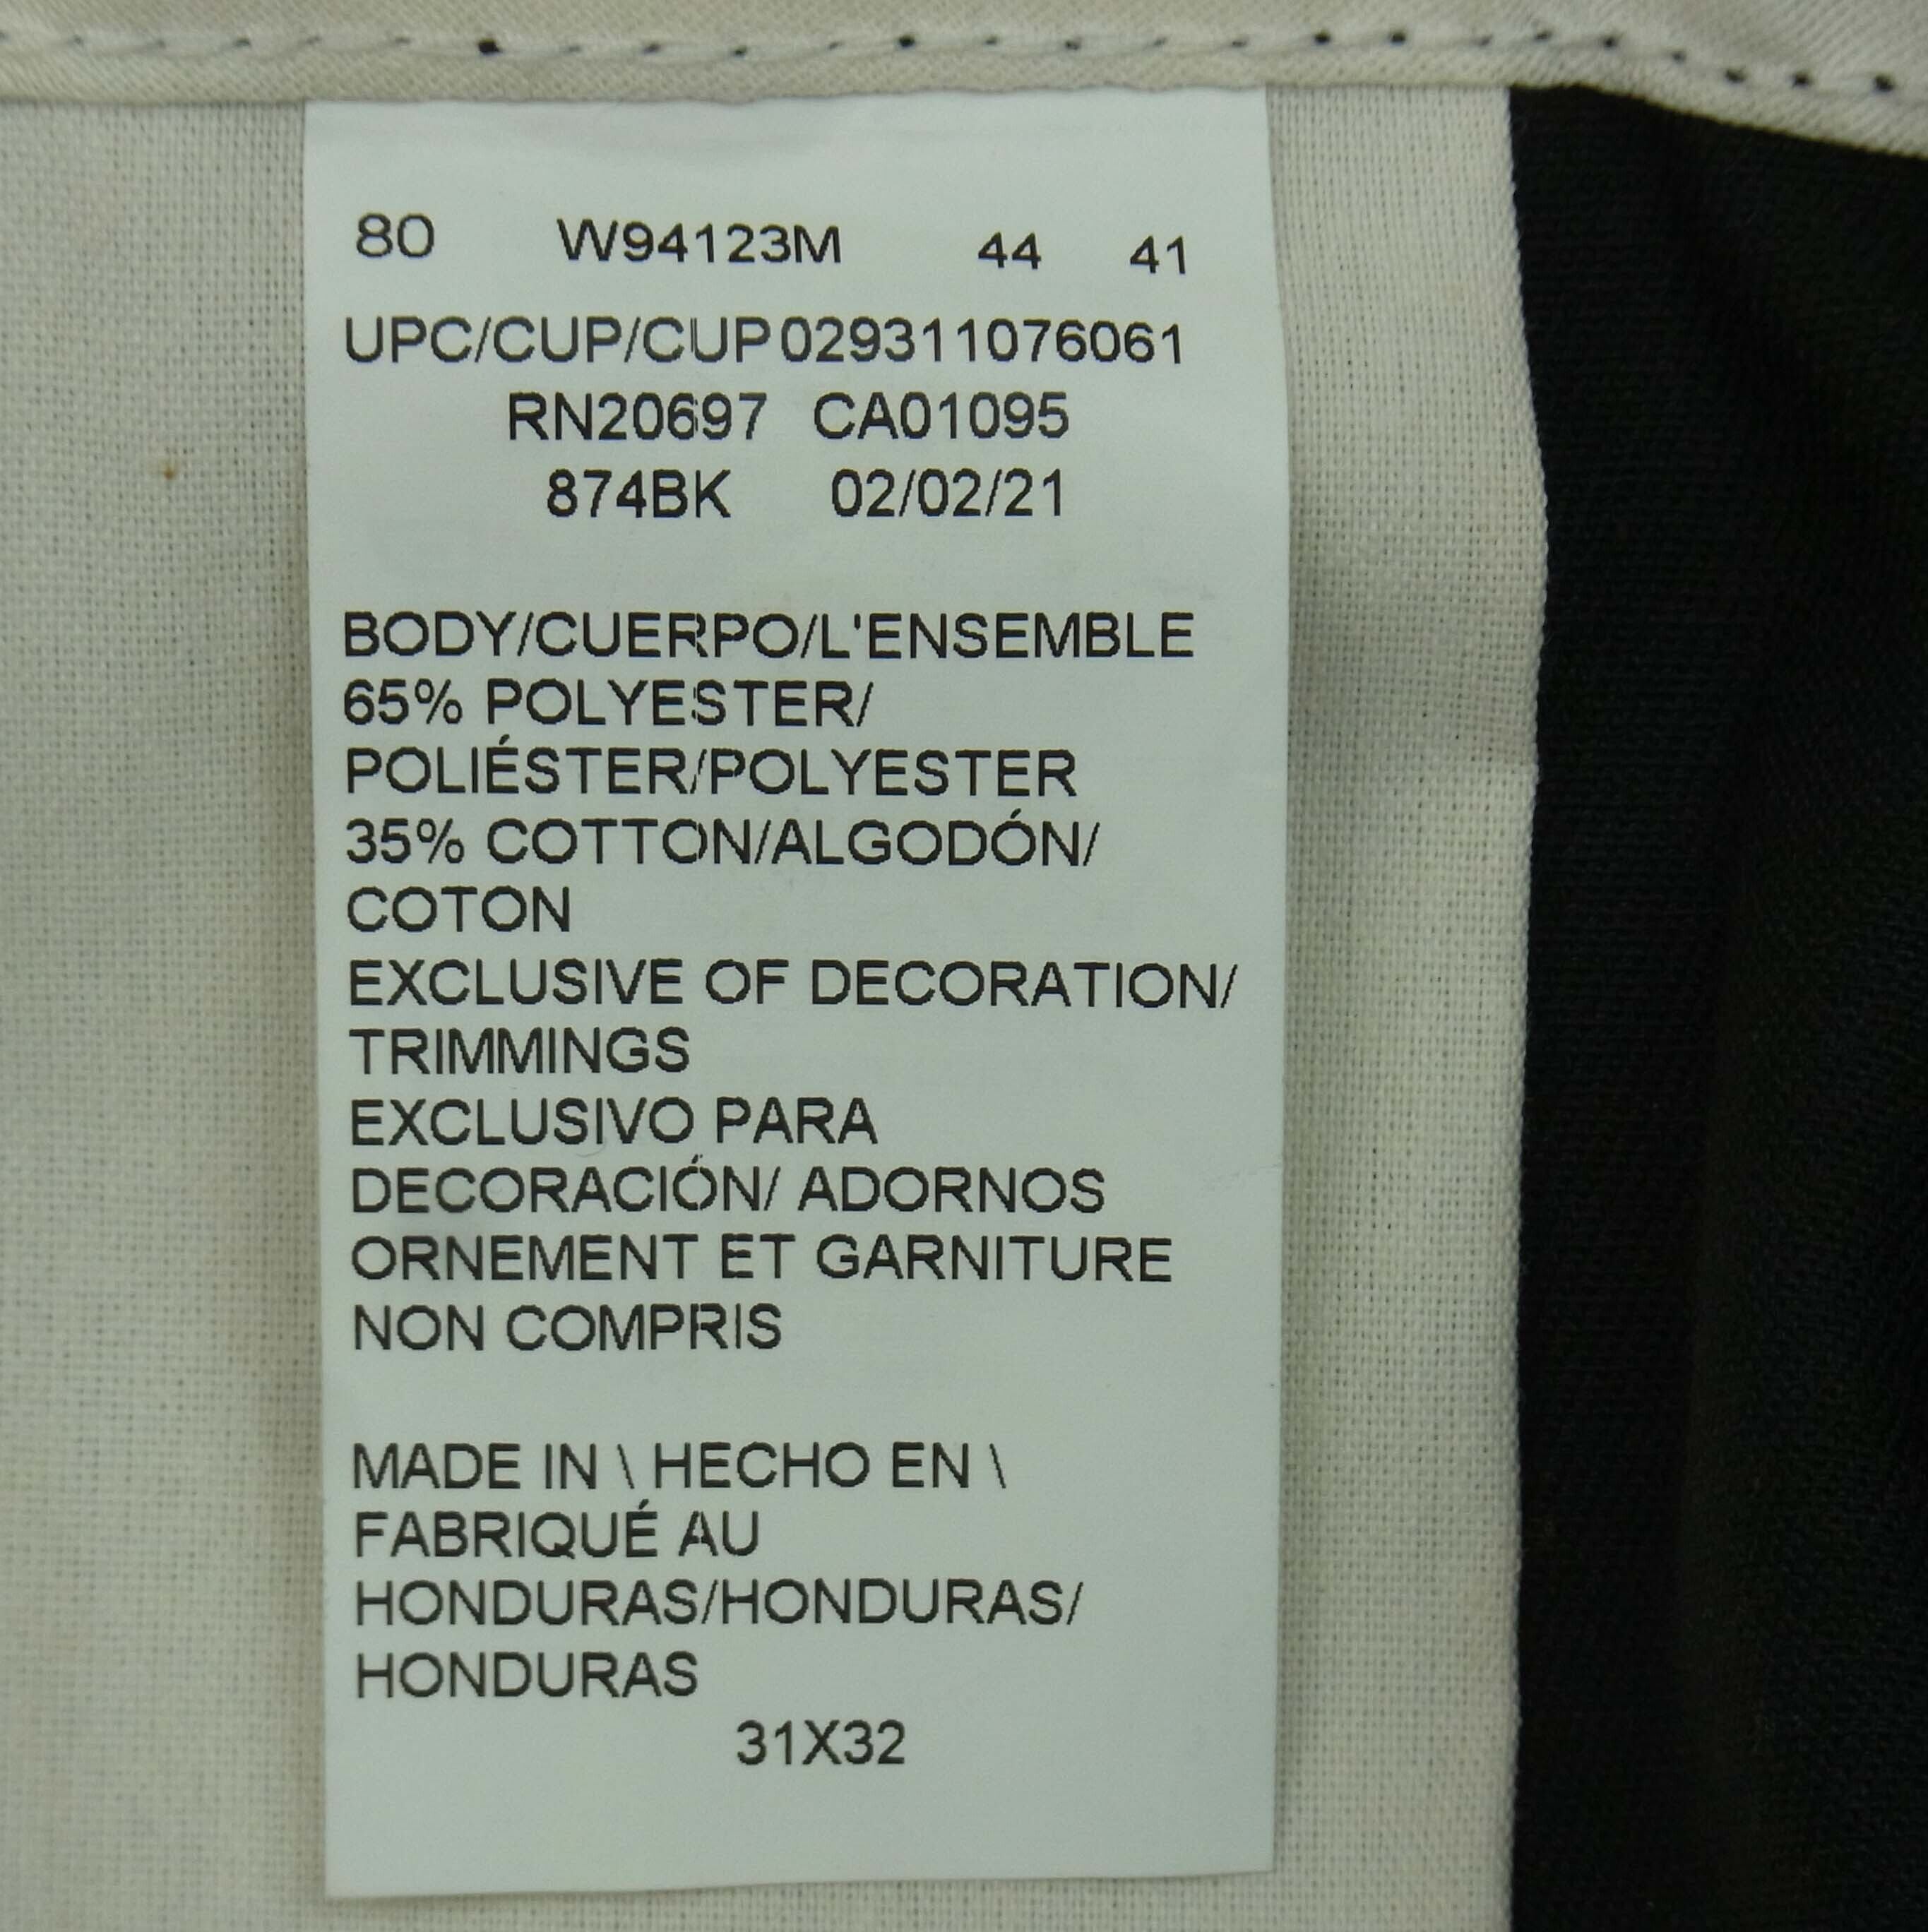 80 W94123M 44 41
UPC/CUP/CUP029311076061
RN20697 CA01095
874BK 02/02/21
BODY/CUERPO/L'ENSEMBLE
65% POLYESTER/
POLIÉSTER/POLYESTER
35% COTTON/ALGODÓN/
COTON
EXCLUSIVE OF DECORATION/
TRIMMINGS
EXCLUSIVO PARA
DECORACIÓN/ ADORNOS
ORNEMENT ET GARNITURE
NON COMPRIS
MADE IN \ HECHO EN \
FABRIQUÉ AU
HONDURAS/HONDURAS/
HONDURAS
31X32